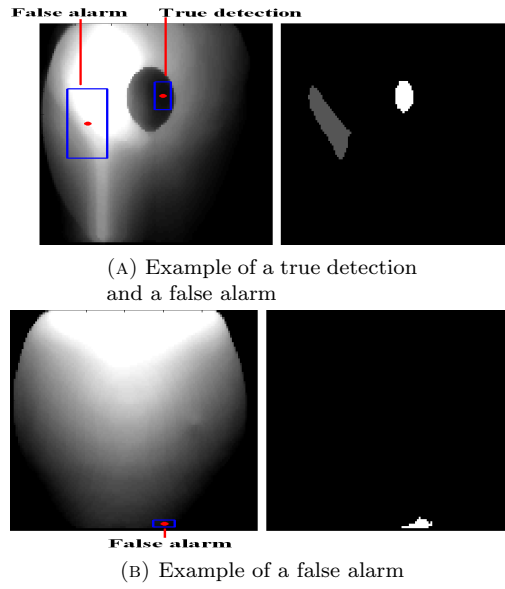 False alarm True detection
(A) Example of a true detection
and a false alarm
False alarm
(B) Example of a false alarm